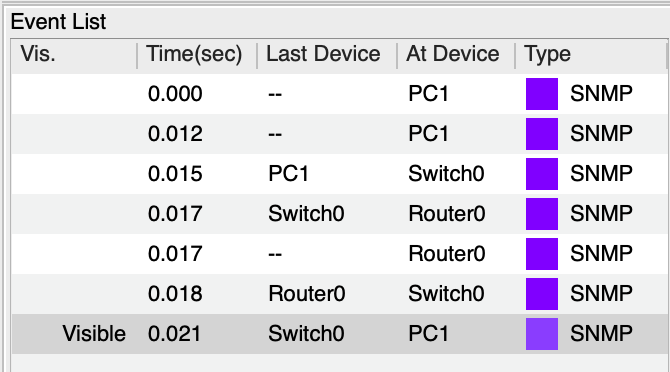 Event List
Vis. Time(sec) Last Device At Device Type
0.000 -- PC1 SNMP
0.012 -- PC1 SNMP
0.015 PC1 Switch0 SNMP
0.017 Switch0 Router0 SNMP
0.017 -- Router0 SNMP
0.018 Router0 Switch0 SNMP
Visible 0.021 Switch0 PC1 SNMP